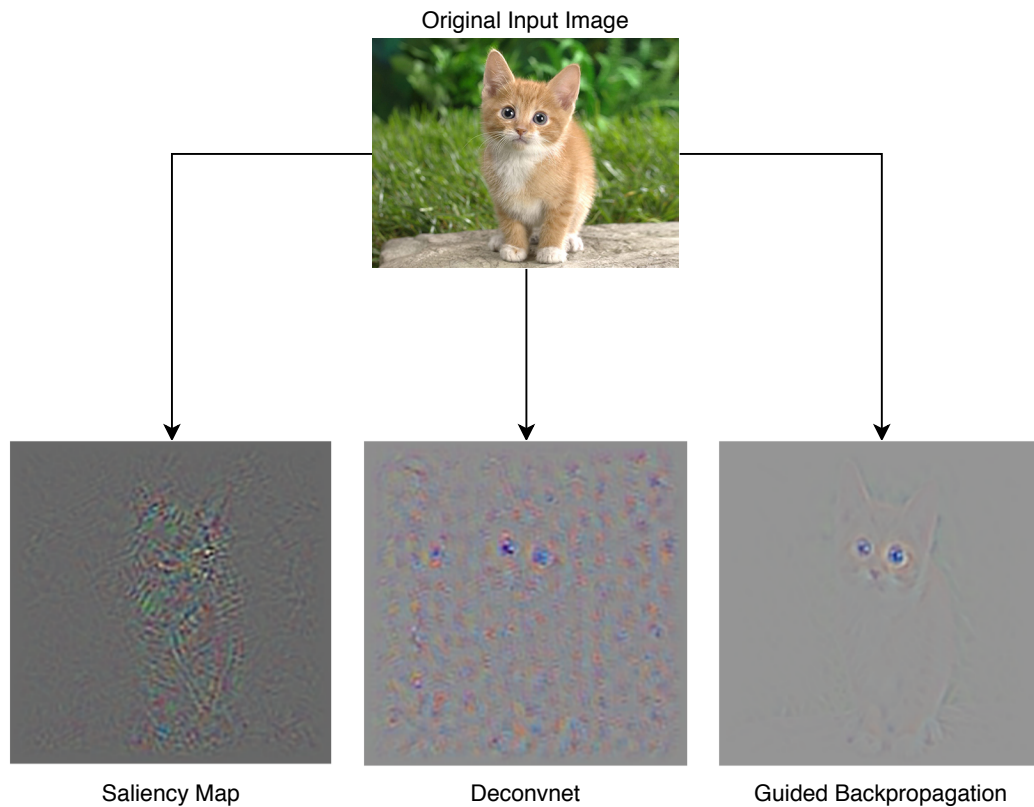 Original Input Image
Saliency Map
Deconvnet
Guided Backpropagation